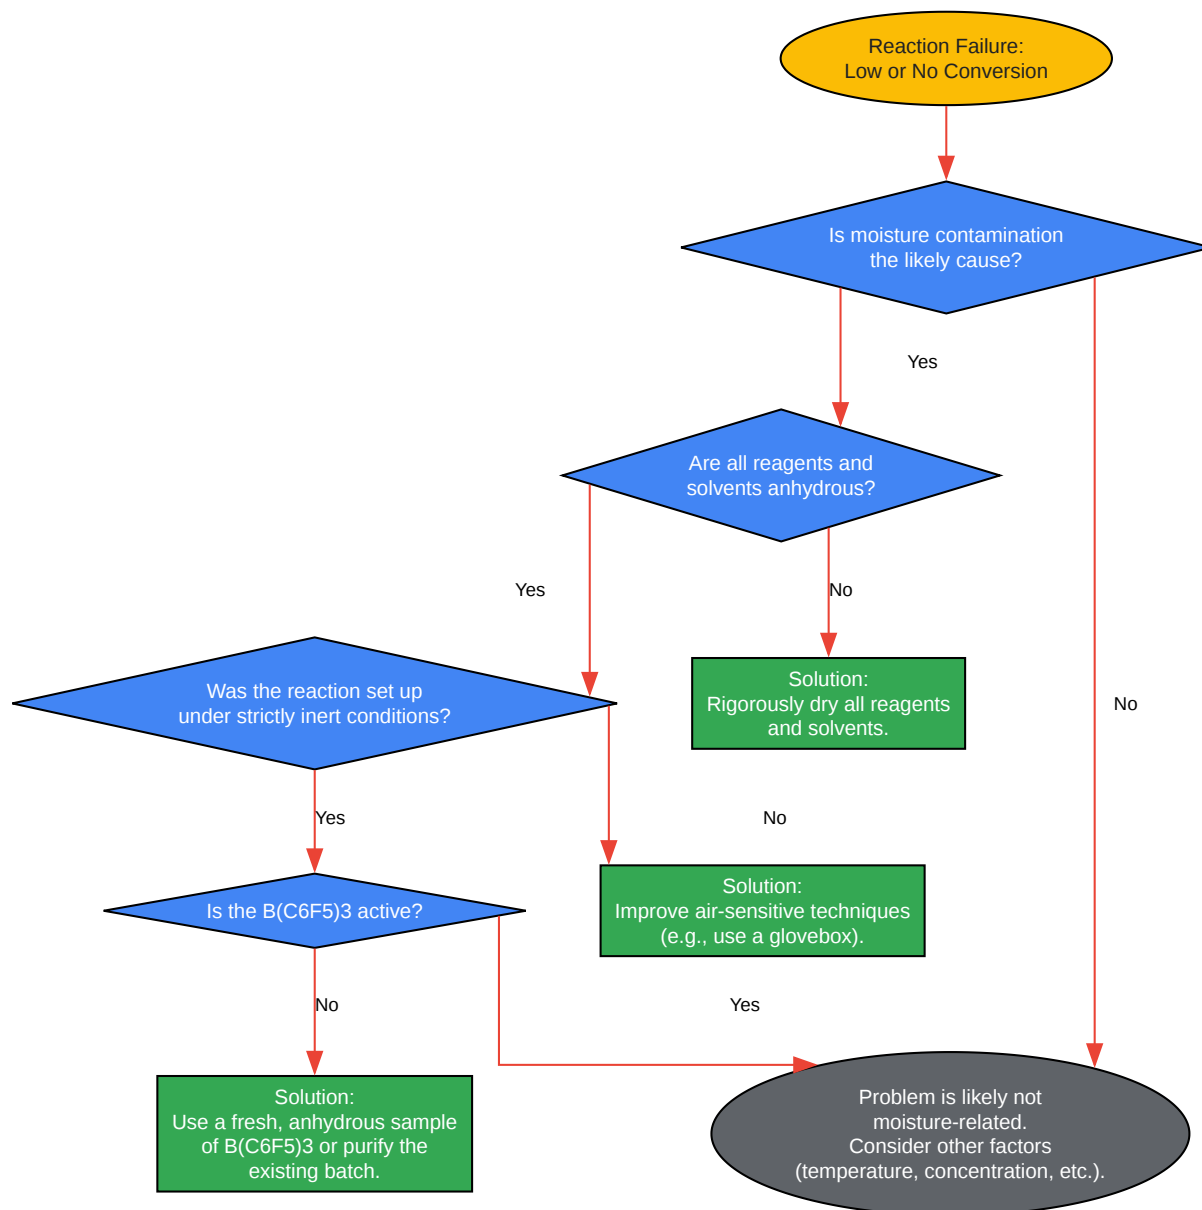 Reaction Failure:
Low or No Conversion
Is moisture contamination
the likely cause?
Yes
Are all reagents and
solvents anhydrous?
Yes
No
Was the reaction set up
under strictly inert conditions?
Solution:
Rigorously dry all reagents
and solvents.
No
Yes
No
Is the B(C6F5)3 active?
Solution:
Improve air-sensitive techniques
(e.g., use a glovebox).
No
Yes
Solution:
Use a fresh, anhydrous sample
of B(C6F5)3 or purify the
existing batch.
Problem is likely not
moisture-related.
Consider other factors
(temperature, concentration, etc.).